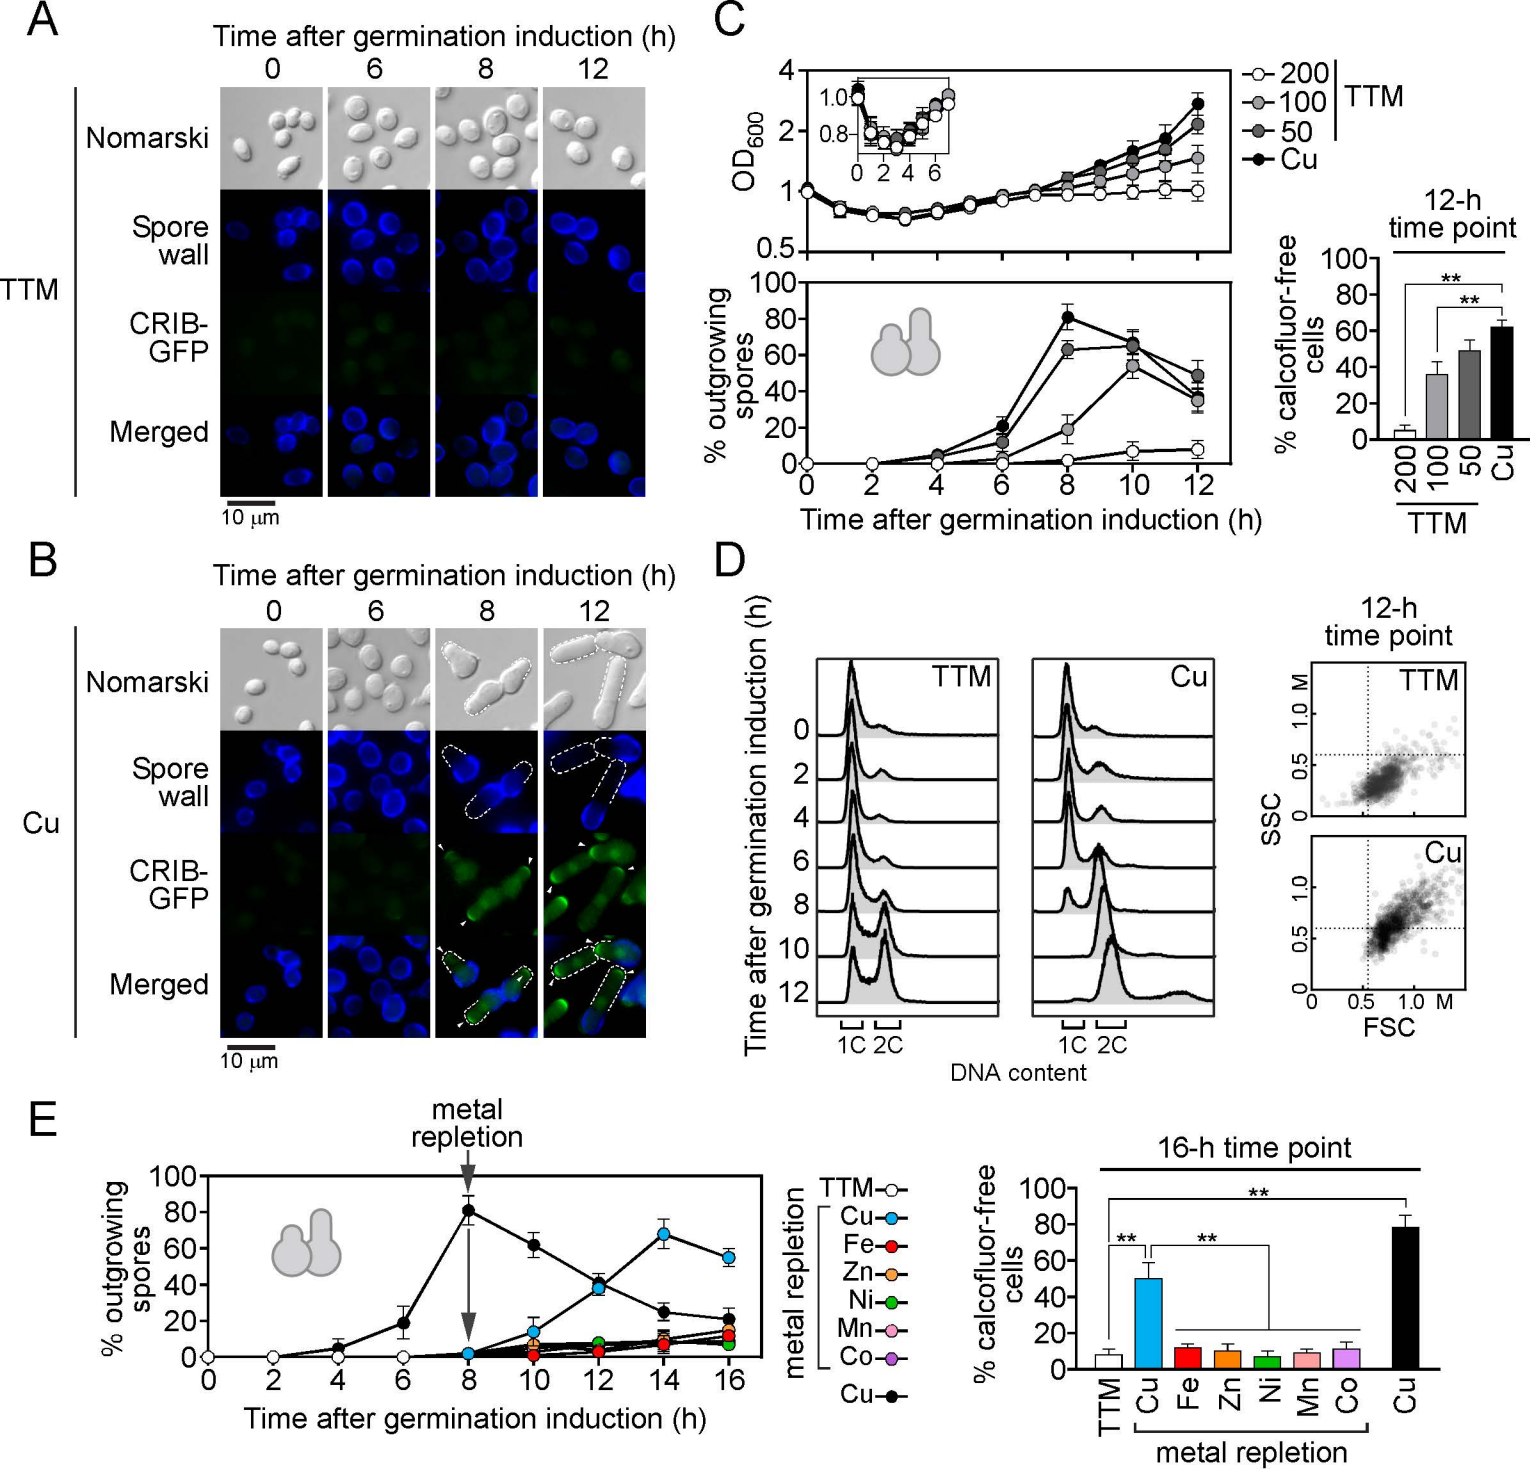 A
Time after germination induction (h)
0 6 8 12
TTM
Nomarski
Spore
wall
CRIB-
GFP
Merged
10 μm
B
Time after germination induction (h)
0 6 8 12
Cu
Nomarski
Spore
wall
CRIB-
GFP
Merged
10 μm
C
OD600
4
2
1
0.5
1.0
0.8
0 2 4 6
200
100
50
TTM
Cu
% outgrowing
spores
100
80
60
40
20
0
0 2 4 6 8 10 12
Time after germination induction (h)
12-h
time point
% calcofluor-free
cells
100
80
60
40
20
0
**
**
200 100 50 Cu
TTM
D
Time after germination induction (h)
TTM
Cu
0
2
4
6
8
10
12
1C 2C
1C 2C
DNA content
12-h
time point
TTM
SSC
1.0 M
0.5
0
Cu
1.0
0.5
0
0 0.5 1.0 M
FSC
E
metal
repletion
% outgrowing
spores
100
80
60
40
20
0
0 2 4 6 8 10 12 14 16
Time after germination induction (h)
TTM
metal repletion
Cu
Fe
Zn
Ni
Mn
Co
Cu
16-h time point
% calcofluor-free
cells
100
80
60
40
20
0
**
**
**
TTM Cu Fe Zn Ni Mn Co Cu
metal repletion